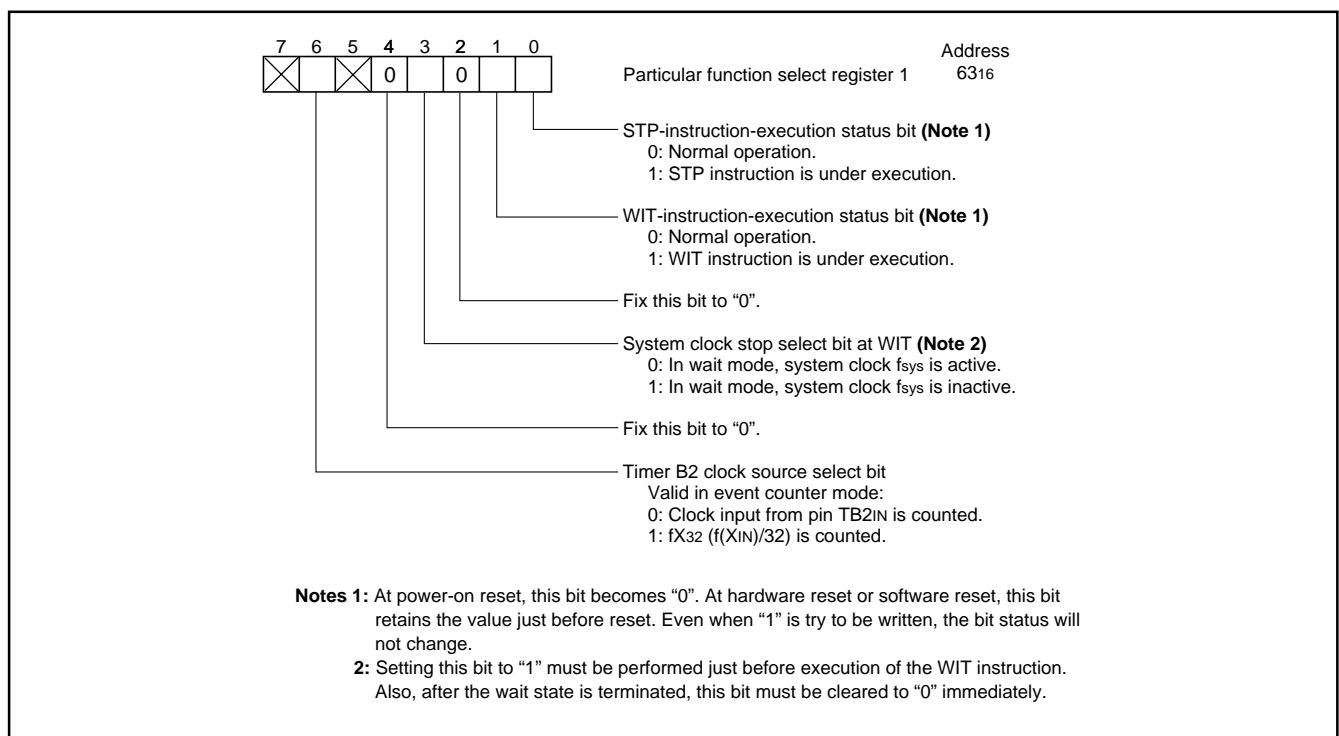 7 6 5 4 3 2 1 0
0 0
Particular function select register 1
Address
6316
STP-instruction-execution status bit (Note 1)
0: Normal operation.
1: STP instruction is under execution.
WIT-instruction-execution status bit (Note 1)
0: Normal operation.
1: WIT instruction is under execution.
Fix this bit to “0”.
System clock stop select bit at WIT (Note 2)
0: In wait mode, system clock fsys is active.
1: In wait mode, system clock fsys is inactive.
Fix this bit to “0”.
Timer B2 clock source select bit
Valid in event counter mode:
0: Clock input from pin TB2IN is counted.
1: fX32 (f(XIN)/32) is counted.
Notes 1: At power-on reset, this bit becomes “0”. At hardware reset or software reset, this bit
retains the value just before reset. Even when “1” is try to be written, the bit status will
not change.
2: Setting this bit to “1” must be performed just before execution of the WIT instruction.
Also, after the wait state is terminated, this bit must be cleared to “0” immediately.